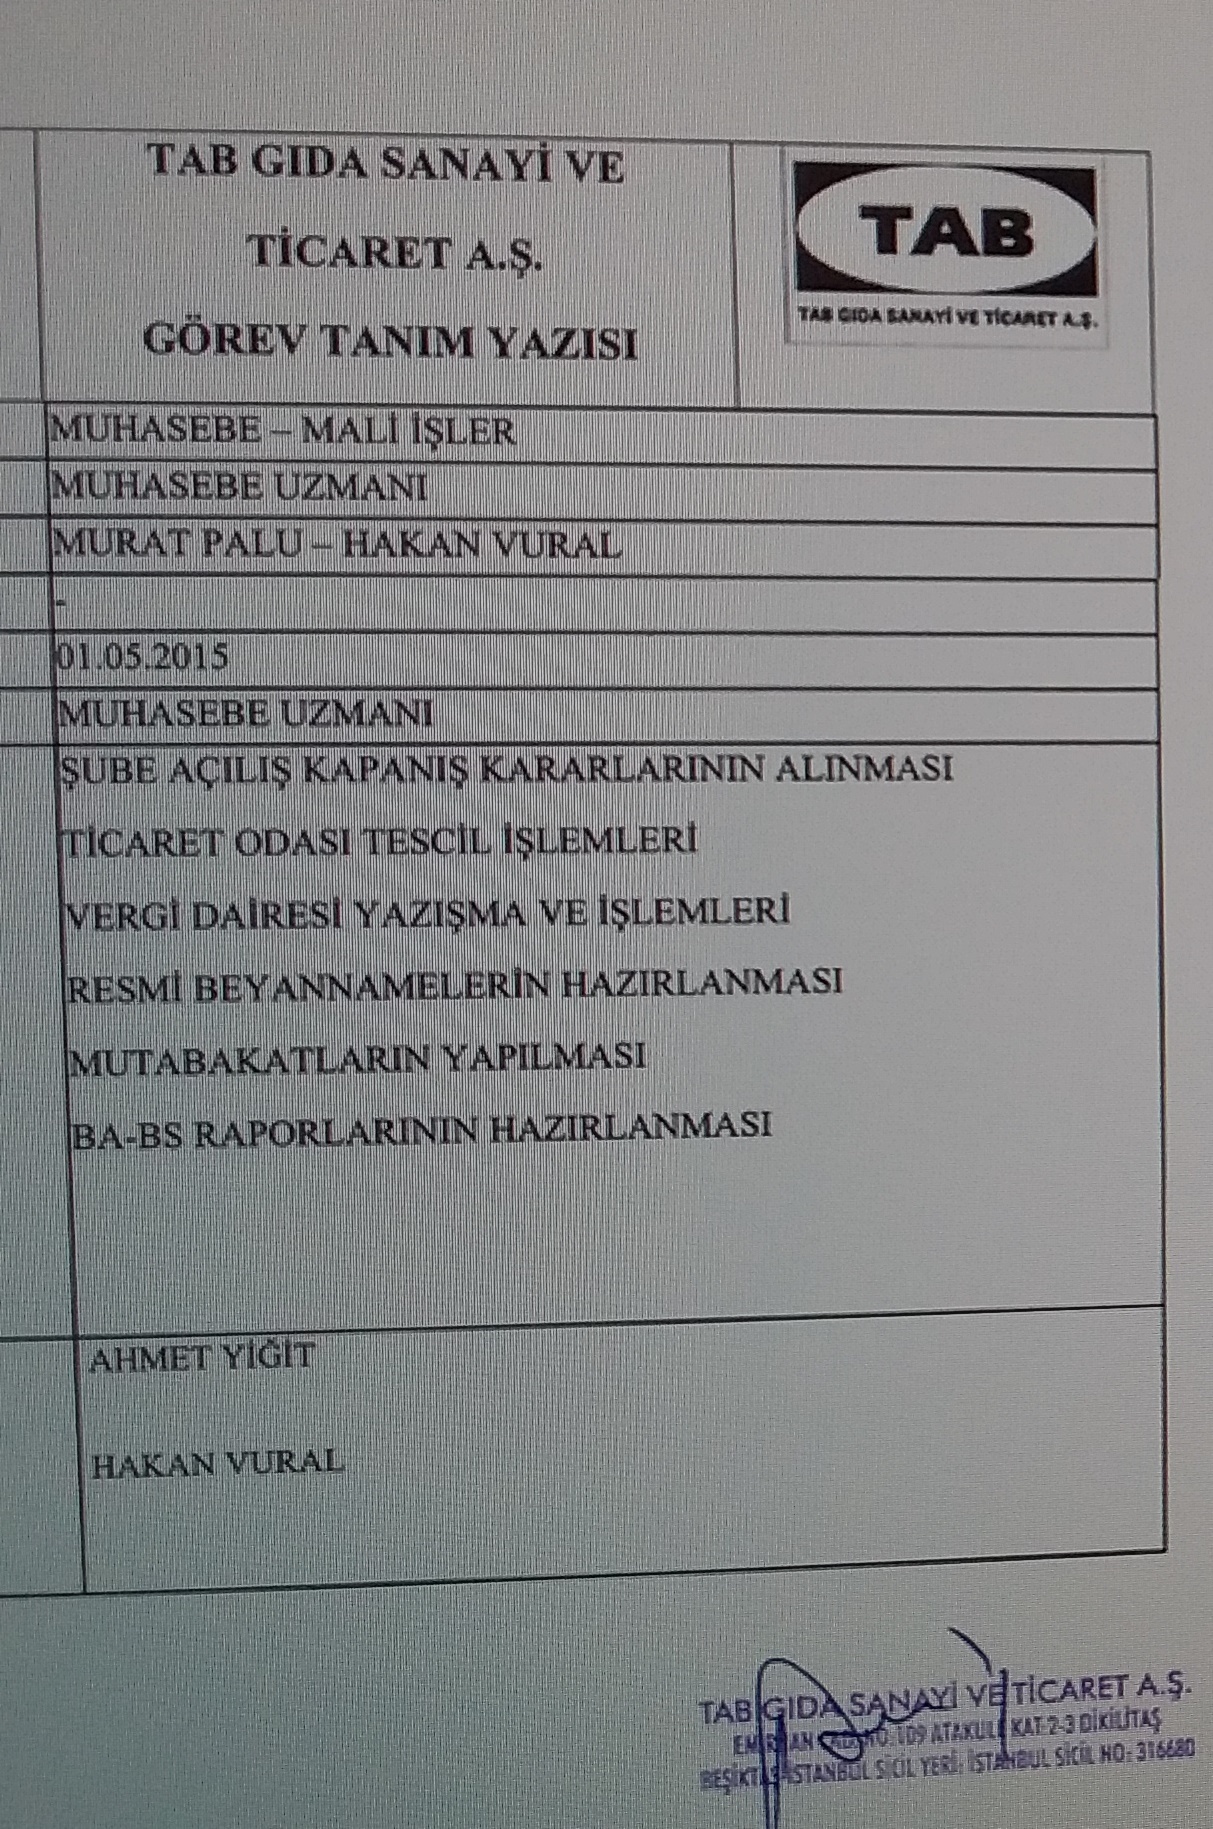 TAB GIDA SANAYİ VE
TİCARET A.Ş.
GÖREV TANIM YAZISI
TAB
TAB GIDA SANAYİ VE TİCARET A.Ş.
MUHASEBE – MALİ İŞLER
MUHASEBE UZMANI
MURAT PALU – HAKAN VURAL
-
01.05.2015
MUHASEBE UZMANI
ŞUBE AÇILIŞ KAPANIŞ KARARLARININ ALINMASI
TİCARET ODASI TESCİL İŞLEMLERİ
VERGİ DAİRESİ YAZIŞMA VE İŞLEMLERİ
RESMİ BEYANNAMELERİN HAZIRLANMASI
MUTABAKATLARIN YAPILMASI
BA-BS RAPORLARININ HAZIRLANMASI
AHMET YİĞİT
HAKAN VURAL
TAB GIDA SANAYİ VE TİCARET A.Ş.
NO: 109 ATAKULE KAT: 2-3 DİKİLİTAŞ
BEŞİKTAŞ-İSTANBUL SİCİL YERİ: İSTANBUL SİCİL NO: 316680